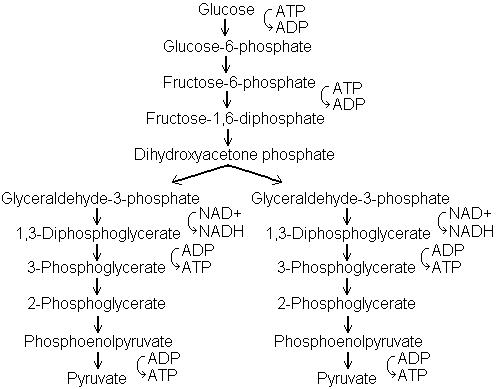 Glucose ATP
ADP
Glucose-6-phosphate
Fructose-6-phosphate ATP
ADP
Fructose-1,6-diphosphate
Dihydroxyacetone phosphate
Glyceraldehyde-3-phosphate Glyceraldehyde-3-phosphate
NAD+ NAD+
1,3-Diphosphoglycerate NADH 1,3-Diphosphoglycerate NADH
ADP ADP
3-Phosphoglycerate ATP 3-Phosphoglycerate ATP
2-Phosphoglycerate 2-Phosphoglycerate
Phosphoenolpyruvate Phosphoenolpyruvate
ADP ADP
Pyruvate ATP Pyruvate ATP